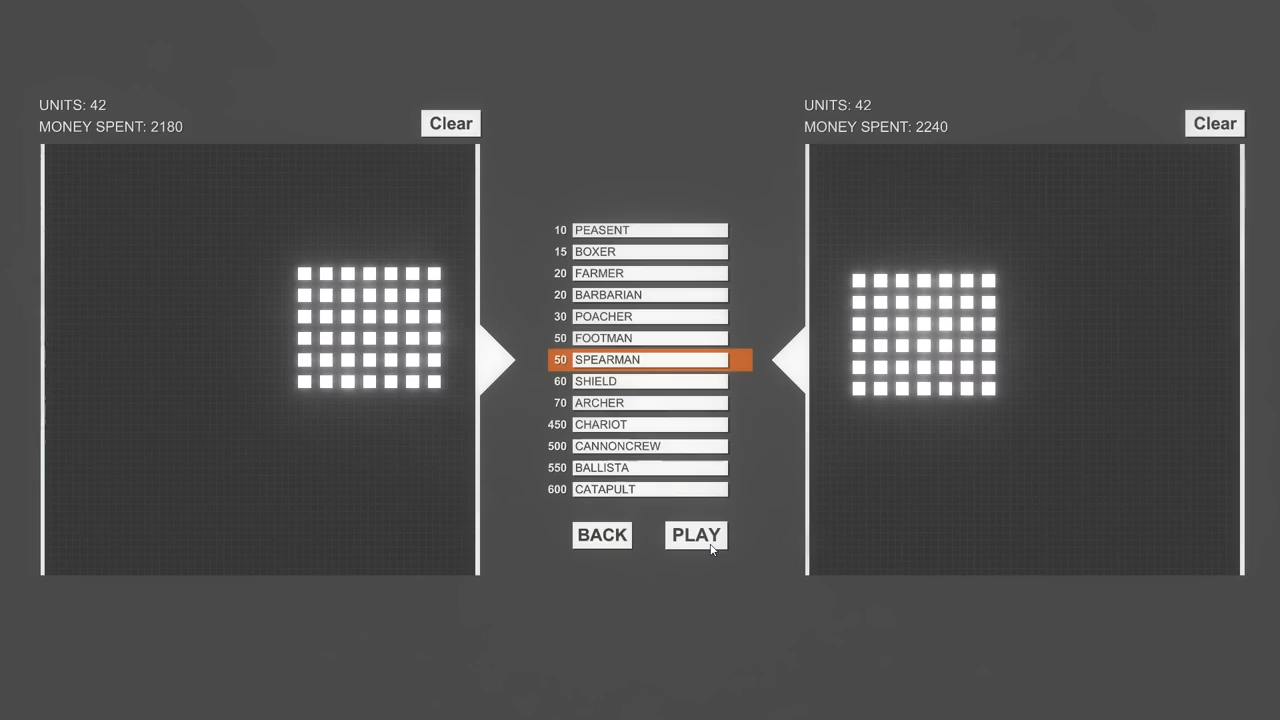 UNITS: 42
MONEY SPENT: 2180
Clear
UNITS: 42
MONEY SPENT: 2240
Clear
10 PEASENT
15 BOXER
20 FARMER
20 BARBARIAN
30 POACHER
50 FOOTMAN
50 SPEARMAN
60 SHIELD
70 ARCHER
450 CHARIOT
500 CANNONCREW
550 BALLISTA
600 CATAPULT
BACK PLAY